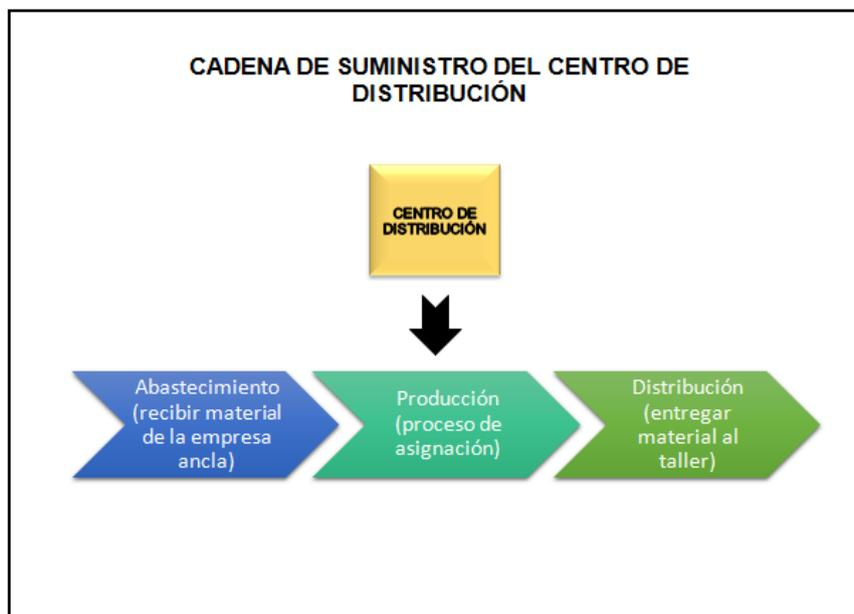 CADENA DE SUMINISTRO DEL CENTRO DE
DISTRIBUCIÓN
CENTRO DE
DISTRIBUCIÓN
Abastecimiento
(recibir material
de la empresa
ancla)
Producción
(proceso de
asignación)
Distribución
(entregar
material al
taller)